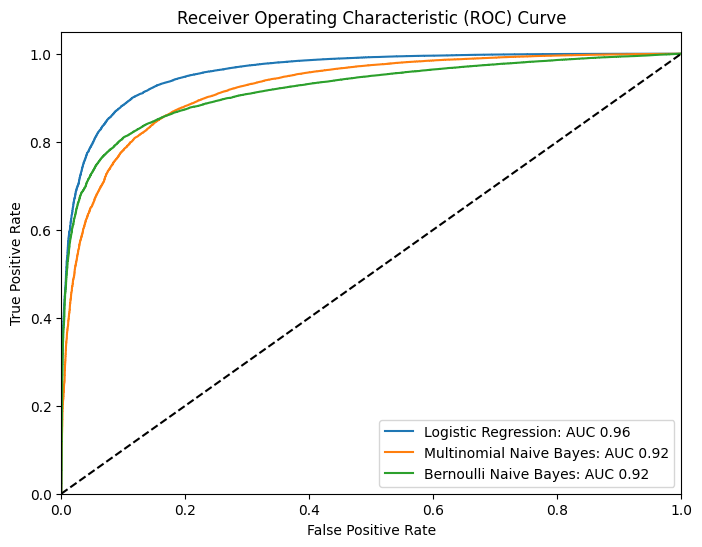 Receiver Operating Characteristic (ROC) Curve
True Positive Rate
1.0
0.8
0.6
0.4
0.2
0.0
Logistic Regression: AUC 0.96
Multinomial Naive Bayes: AUC 0.92
Bernoulli Naive Bayes: AUC 0.92
0.0 0.2 0.4 0.6 0.8 1.0
False Positive Rate